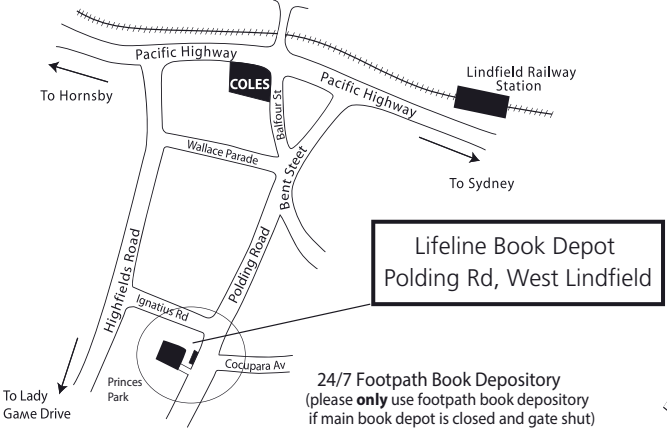 Pacific Highway
COLES
To Hornsby
Balfour St
Pacific Highway
Lindfield Railway
Station
Wallace Parade
Bent Steet
To Sydney
Lifeline Book Depot
Polding Rd, West Lindfield
Highfields Road
Polding Road
Ignatius Rd
Cocupara Av
Princes
Park
To Lady
Game Drive
24/7 Footpath Book Depository
(please only use footpath book depository
if main book depot is closed and gate shut)